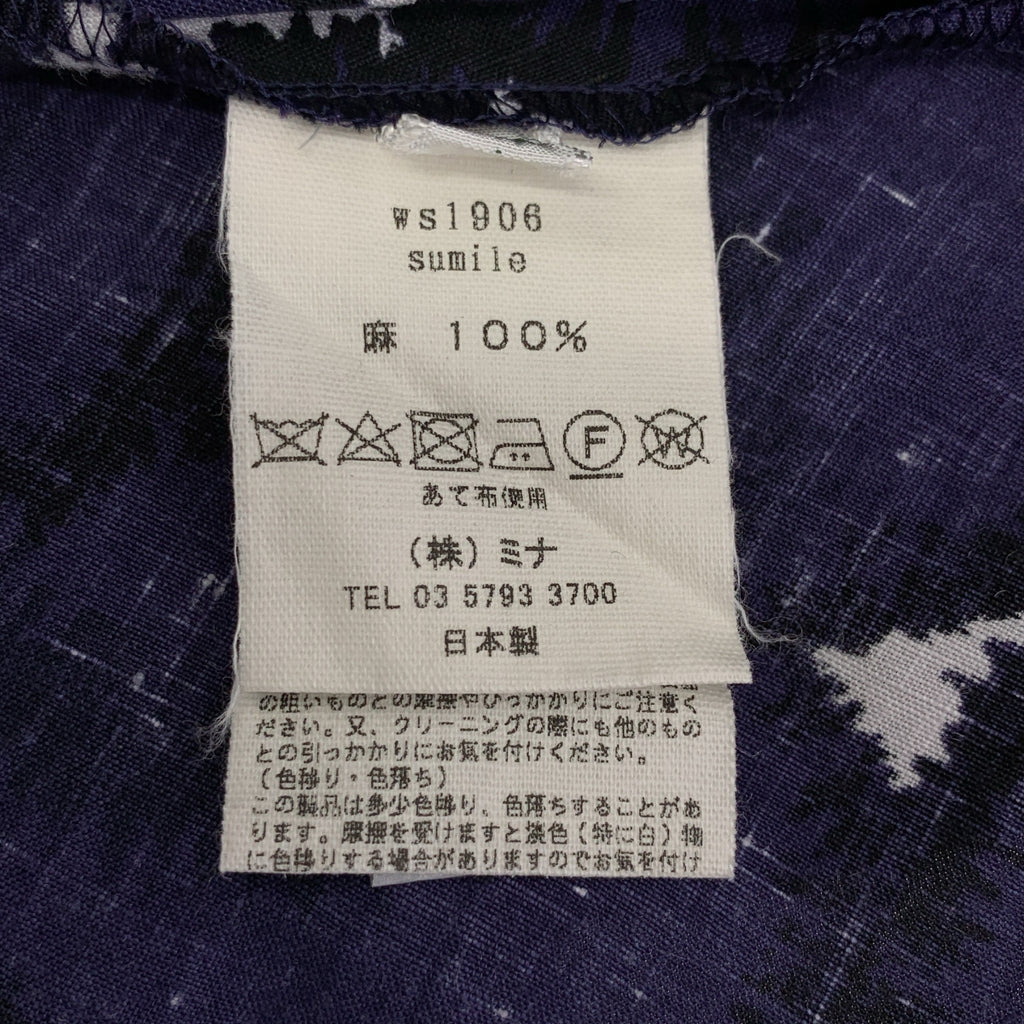 ws1906
sumile
麻 100%
F W
あて布使用
(株)ミナ
TEL 03 5793 3700
日本製
の粗いものとの摩擦やひっかかりにご注意く
ださい。又、クリーニングの際にも他のもの
との引っかかりにお気を付けください。
(色移り・色落ち)
この製品は多少色移り、色落ちすることがあ
ります。摩擦を受けますと淡色(特に白)物
に色移りする場合がありますのでお気を付け